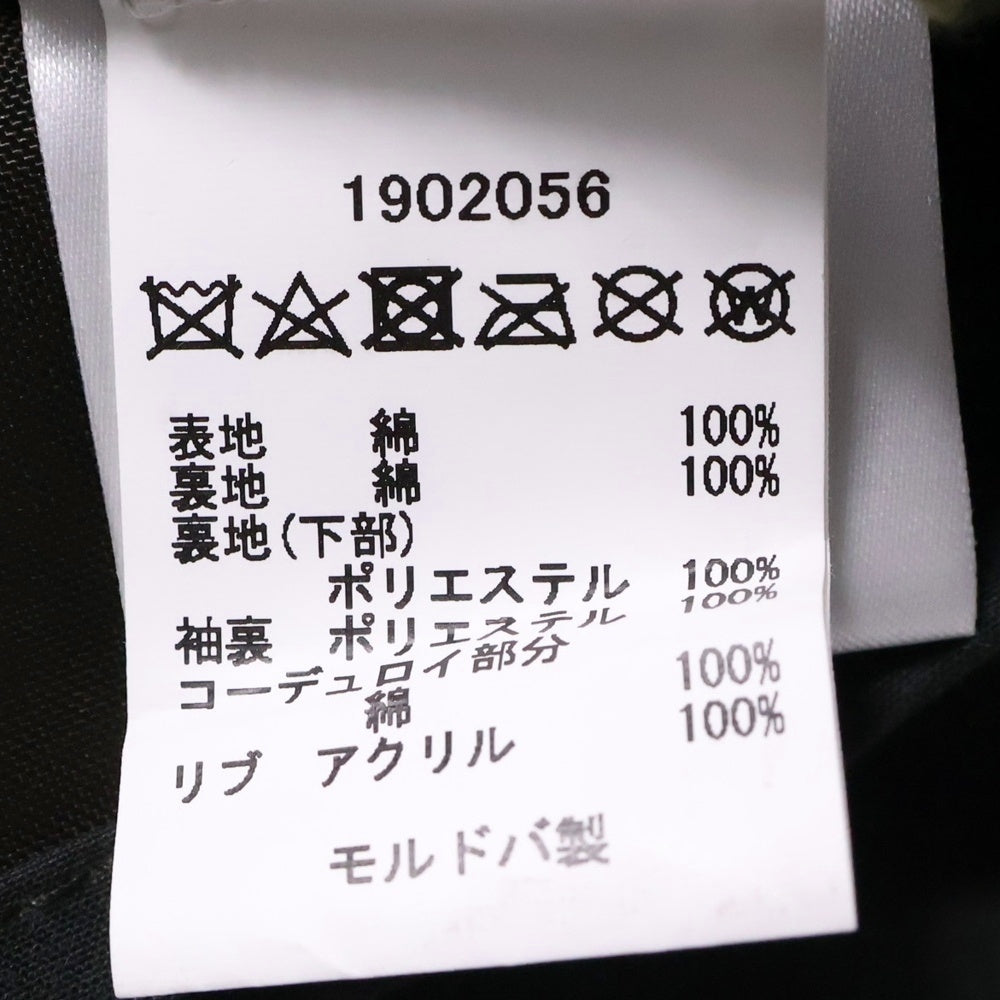 1902056
W
表地 綿 100%
裏地 綿 100%
裏地(下部)
ポリエステル 100%
袖裏 ポリエステル 100%
コーデュロイ部分
綿 100%
リブ アクリル 100%
モルドバ製